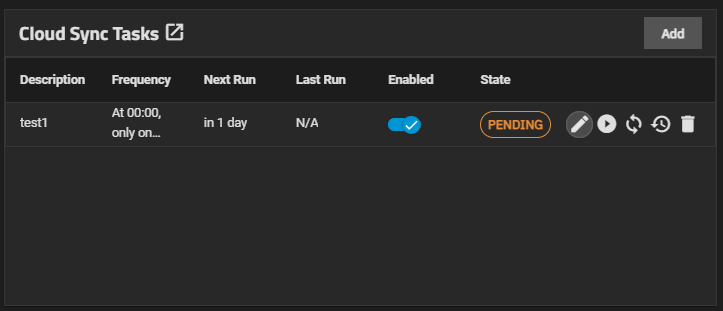 Cloud Sync Tasks
Add
Description Frequency Next Run Last Run Enabled State
test1 At 00:00, only on... in 1 day N/A PENDING